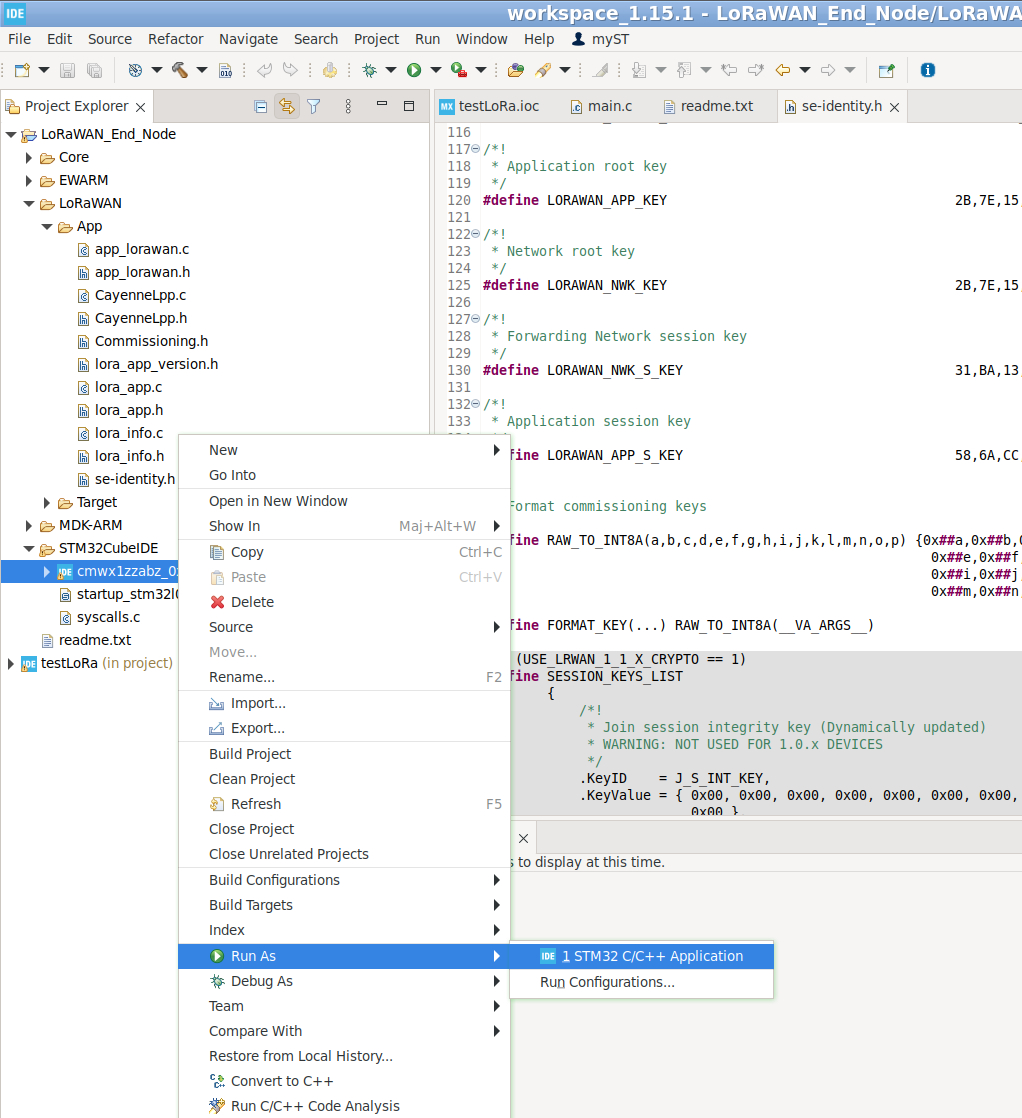 IDE workspace_1.15.1 - LoRaWAN_End_Node/LoRaWA
File Edit Source Refactor Navigate Search Project Run Window Help myST
010
Project Explorer
MX testLoRa.ioc main.c readme.txt se-identity.h
LoRaWAN_End_Node
Core
EWARM
LoRaWAN
App
app_lorawan.c
app_lorawan.h
CayenneLpp.c
CayenneLpp.h
Commissioning.h
lora_app_version.h
lora_app.c
lora_app.h
lora_info.c
lora_info.h
se-identity.h
Target
MDK-ARM
STM32CubeIDE
IDE cmwx1zzabz_0
startup_stm32l0
syscalls.c
readme.txt
IDE testLoRa (in project)
116
117 /*!
118 * Application root key
119 */
120 #define LORAWAN_APP_KEY 2B,7E,15,
121
122 /*!
123 * Network root key
124 */
125 #define LORAWAN_NWK_KEY 2B,7E,15,
126
127 /*!
128 * Forwarding Network session key
129 */
130 #define LORAWAN_NWK_S_KEY 31,BA,13,
131
132 /*!
133 * Application session key
fine LORAWAN_APP_S_KEY 58,6A,CC,
Format commissioning keys
fine RAW_TO_INT8A(a,b,c,d,e,f,g,h,i,j,k,l,m,n,o,p) {0x##a,0x##b,0
0x##e,0x##f,
0x##i,0x##j,
0x##m,0x##n,
fine FORMAT_KEY(...) RAW_TO_INT8A(__VA_ARGS__)
(USE_LRWAN_1_1_X_CRYPTO == 1)
fine SESSION_KEYS_LIST
{
/*!
* Join session integrity key (Dynamically updated)
* WARNING: NOT USED FOR 1.0.x DEVICES
*/
.KeyID = J_S_INT_KEY,
.KeyValue = { 0x00, 0x00, 0x00, 0x00, 0x00, 0x00, 0x00,
0x00 }
s to display at this time.
New
Go Into
Open in New Window
Show In Maj+Alt+W
Copy Ctrl+C
Paste Ctrl+V
Delete
Source
Move...
Rename... F2
Import...
Export...
Build Project
Clean Project
Refresh F5
Close Project
Close Unrelated Projects
Build Configurations
Build Targets
Index
Run As
Debug As
Team
Compare With
Restore from Local History...
Convert to C++
Run C/C++ Code Analysis
IDE 1 STM32 C/C++ Application
Run Configurations...